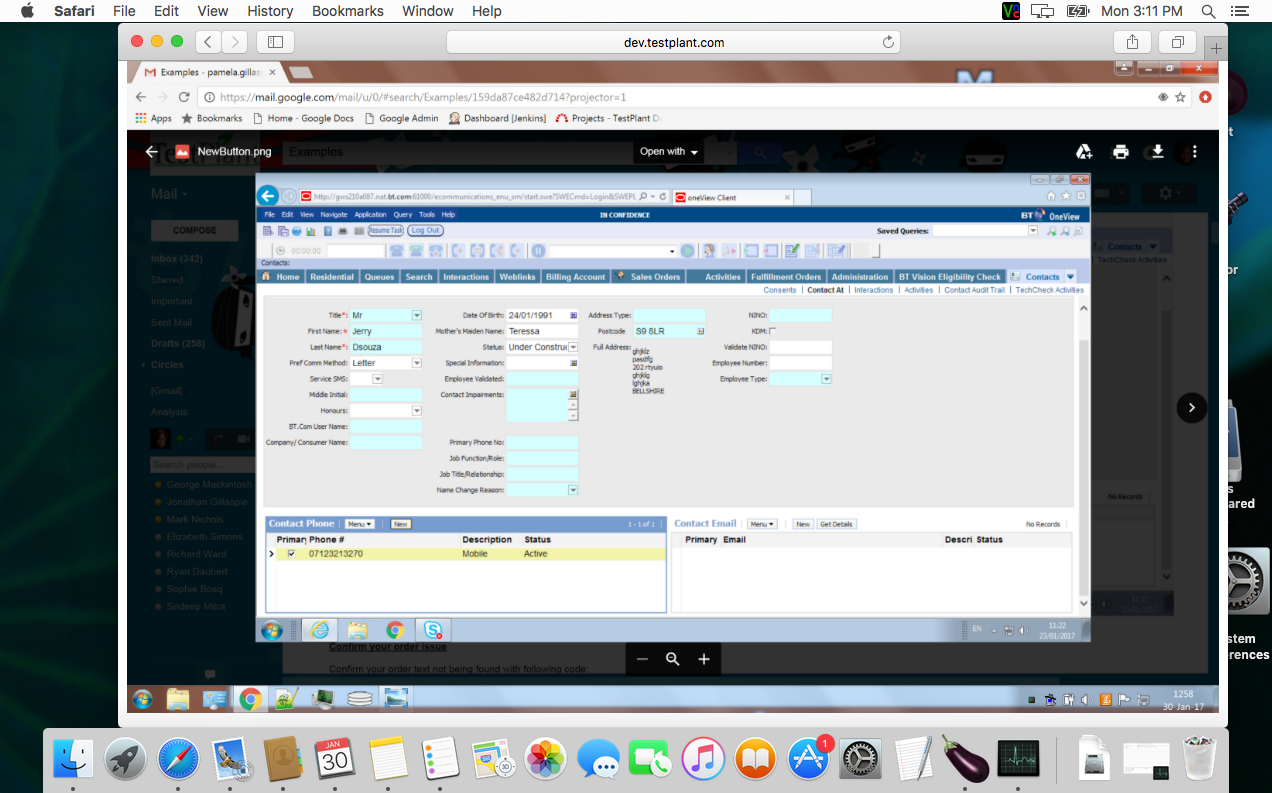 Safari File Edit View History Bookmarks Window Help Mon 3:11 PM
dev.testplant.com
Examples - pamela.gillas
https://mail.google.com/mail/u/0/#search/Examples/159da87ce482d714?projector=1
Apps Bookmarks Home - Google Docs Google Admin Dashboard [Jenkins] Projects - TestPlant
NewButton.png Examples Open with
Mail
COMPOSE
Inbox (342)
Starred
Important
Sent Mail
Drafts (258)
Circles
[Gmail]
Analysis
Search people...
George Mackintosh
Jonathan Gillaspie
Mark Nichols
Elizabeth Simons
Richard Ward
Ryan Daubert
Sophie Bosq
Srideep Mitra
oneView Client
File Edit View Navigate Application Query Tools Help IN CONFIDENCE BT OneView
Resume Task Log Out Saved Queries:
00:00:00
Contacts:
Home Residential Queues Search Interactions Weblinks Billing Account Sales Orders Activities Fulfillment Orders Administration BT Vision Eligibility Check Contacts
Consents Contact At Interactions Activities Contact Audit Trail TechCheck Activities
Title*: Mr Date Of Birth: 24/01/1991 Address Type: NINO:
First Name: * Jerry Mother's Maiden Name: Teressa Postcode S9 8LR KDM:
Last Name*: Dsouza Status: Under Constru Full Address: Validate NINO:
ghjklz
pasdfg
202 rtyuio
ghjklg
lghjka
BELLSHIRE
Pref Comm Method: Letter Special Information: Employee Number:
Service SMS: Employee Validated: Employee Type:
Middle Initial: Contact Impairments:
Honours:
BT.Com User Name:
Company/ Consumer Name: Primary Phone No:
Job Function/Role:
Job Title/Relationship:
Name Change Reason:
Contact Phone Menu New 1 - 1 of 1 Contact Email Menu New Get Details No Records
Primary Phone # Description Status Primary Email Descri Status
07123213270 Mobile Active
EN 11:22
23/01/2017
Contacts
TechCheck Activities
No Records
Confirm your order issue
Confirm your order text not being found with following code:
12:58
30-Jan-17
JAN
30
1